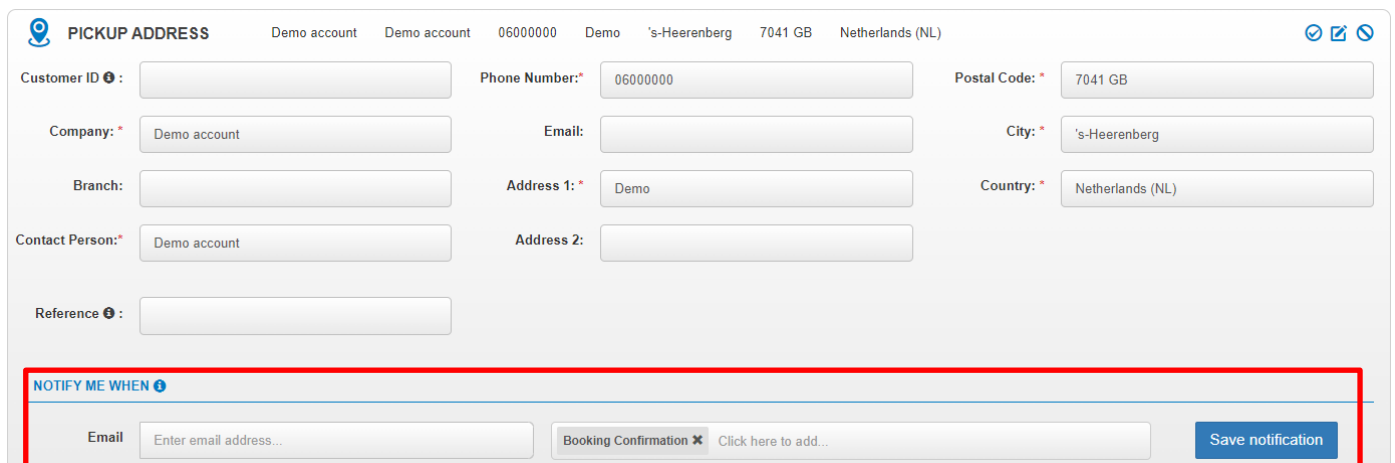 PICKUP ADDRESS Demo account Demo account 06000000 Demo 's-Heerenberg 7041 GB Netherlands (NL)
Customer ID : Phone Number:* 06000000 Postal Code: * 7041 GB
Company: * Demo account Email: City: * 's-Heerenberg
Branch: Address 1: * Demo Country: * Netherlands (NL)
Contact Person:* Demo account Address 2:
Reference :
NOTIFY ME WHEN
Email Enter email address... Booking Confirmation ✖ Click here to add... Save notification